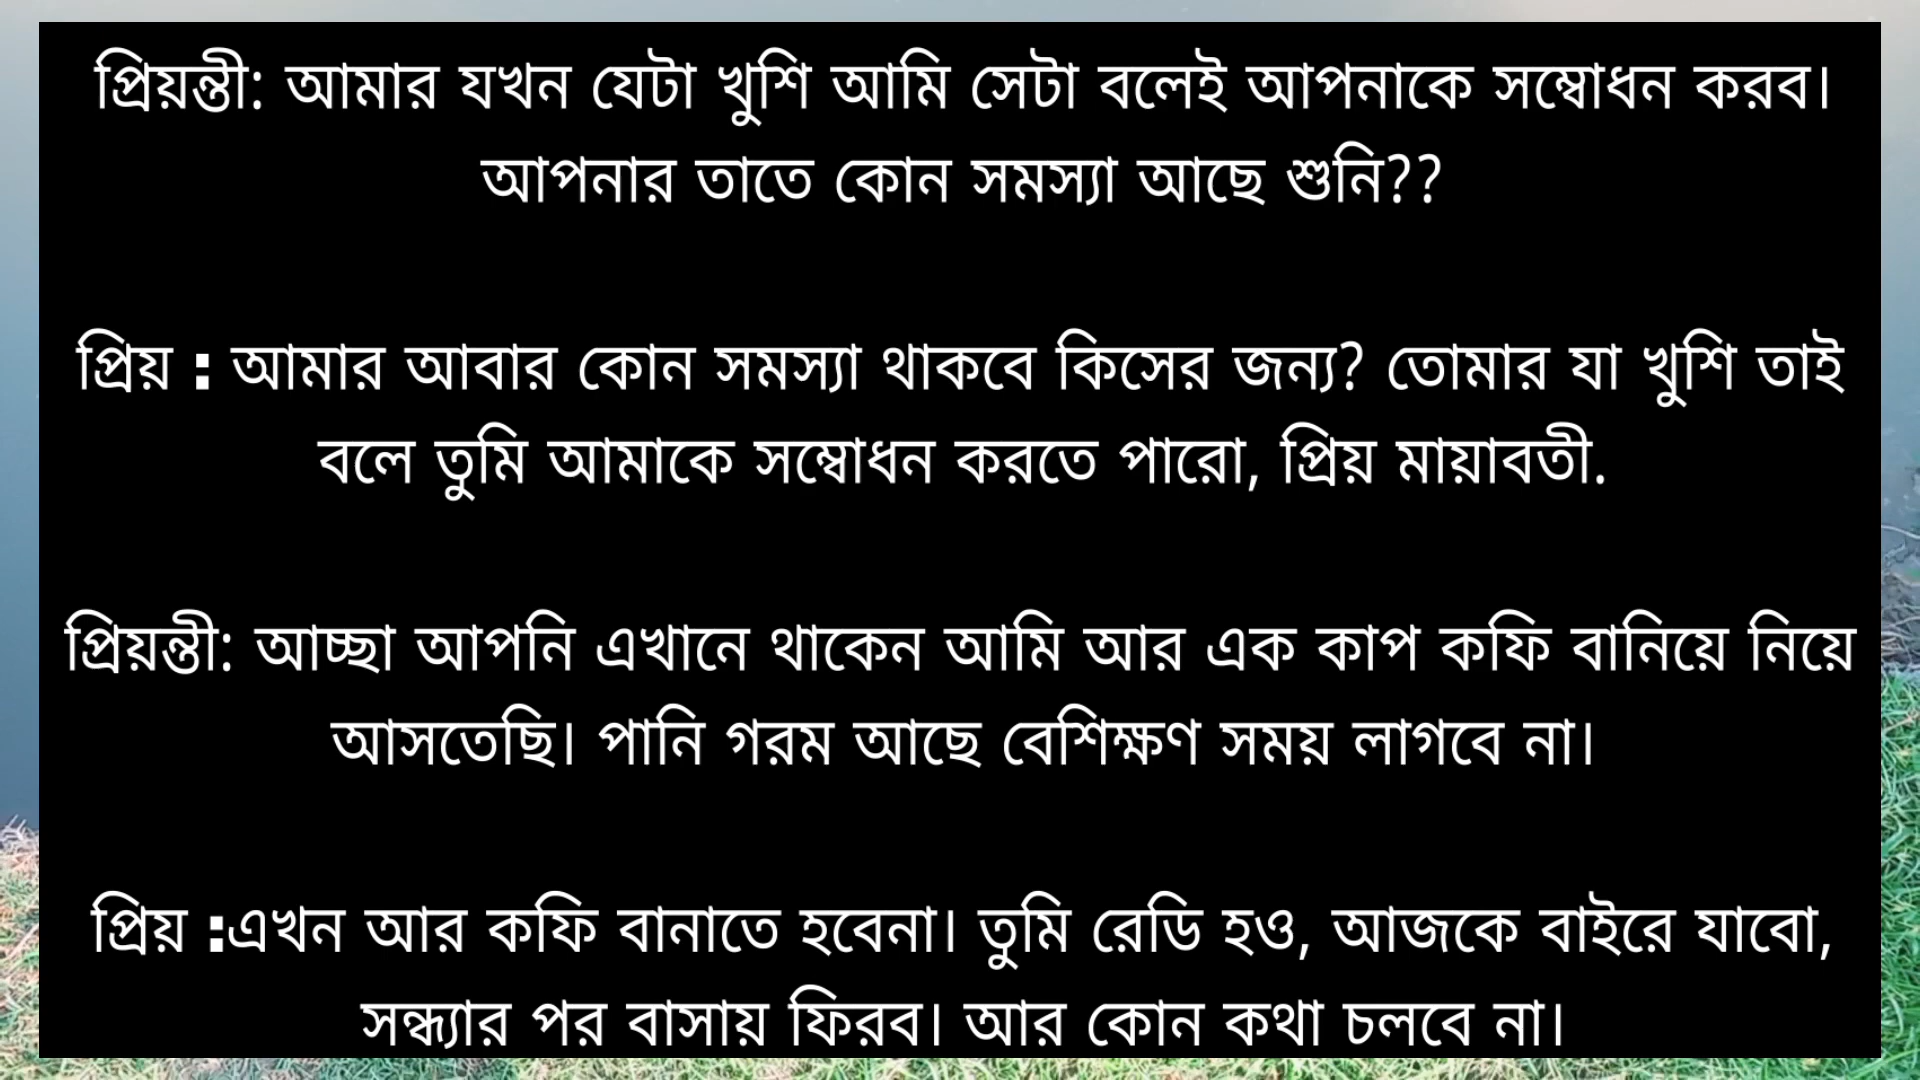 প্রিয়ন্তী: আমার যখন যেটা খুশি আমি সেটা বলেই আপনাকে সম্বোধন করব।
আপনার তাতে কোন সমস্যা আছে শুনি??
প্রিয় : আমার আবার কোন সমস্যা থাকবে কিসের জন্য? তোমার যা খুশি তাই
বলে তুমি আমাকে সম্বোধন করতে পারো, প্রিয় মায়াবতী.
প্রিয়ন্তী: আচ্ছা আপনি এখানে থাকেন আমি আর এক কাপ কফি বানিয়ে নিয়ে
আসতেছি। পানি গরম আছে বেশিক্ষণ সময় লাগবে না।
প্রিয় :এখন আর কফি বানাতে হবেনা। তুমি রেডি হও, আজকে বাইরে যাবো,
সন্ধ্যার পর বাসায় ফিরব। আর কোন কথা চলবে না।